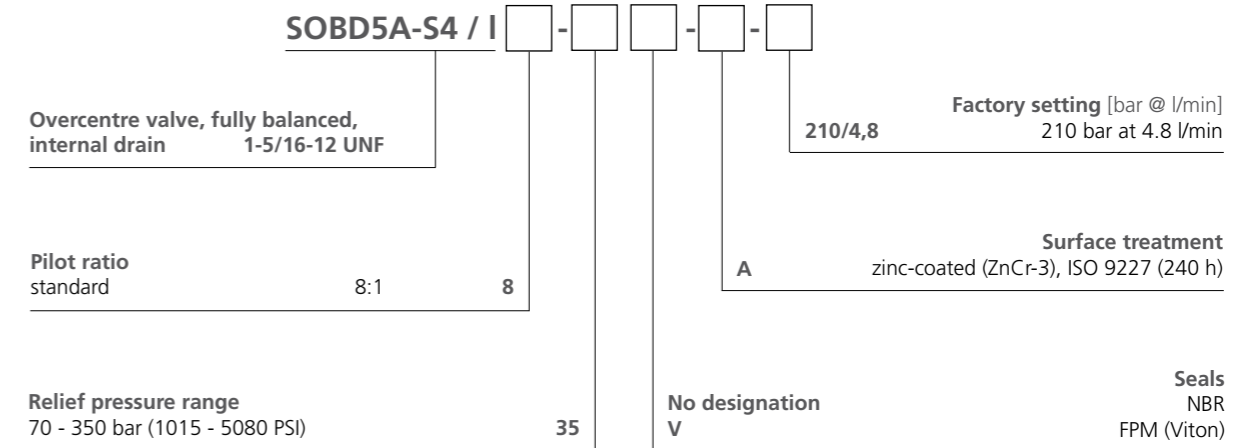 SOBD5A-S4 / I - - -
Overcentre valve, fully balanced,
internal drain 1-5/16-12 UNF
Factory setting [bar @ l/min]
210/4,8 210 bar at 4.8 l/min
Pilot ratio
standard 8:1 8
Surface treatment
A zinc-coated (ZnCr-3), ISO 9227 (240 h)
Relief pressure range
70 - 350 bar (1015 - 5080 PSI) 35
Seals
No designation NBR
V FPM (Viton)